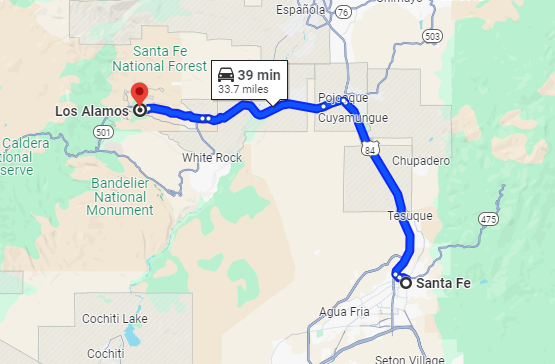 Española
76
503
Santa Fe
National Forest
39 min
33.7 miles
Pojoaque
Cuyamungue
Los Alamos
501
84
White Rock
Chupadero
Caldera
tional
serve
Bandelier
National
Monument
Tesuque
475
Santa Fe
Agua Fria
Cochiti Lake
Cochiti
Seton Village